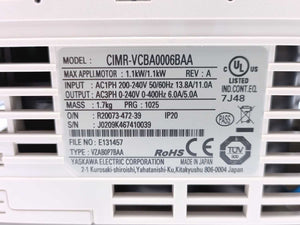 MODEL : CIMR-VCBA0006BAA
MAX APPLI.MOTOR : 1.1kW/1.1kW REV : A
INPUT : AC1PH 200-240V 50/60Hz 13.8A/11.0A
OUTPUT : AC3PH 0-240V 0-400Hz 6.0A/5.0A
MASS : 1.7kg PRG : 1025
O/N : R20073-472-39 IP20
S/N : J0209K467410039
FILE NO : E131457
TYPE : VZAB0P7BAA
RoHS
YASKAWA ELECTRIC CORPORATION MADE IN JAPAN
2-1 Kurosaki-shiroishi, Yahatanishi-Ku, Kitakyushu 806-0004 Japan
C UL US
LISTED
IND.CONT.EQ.
7J48
TÜV